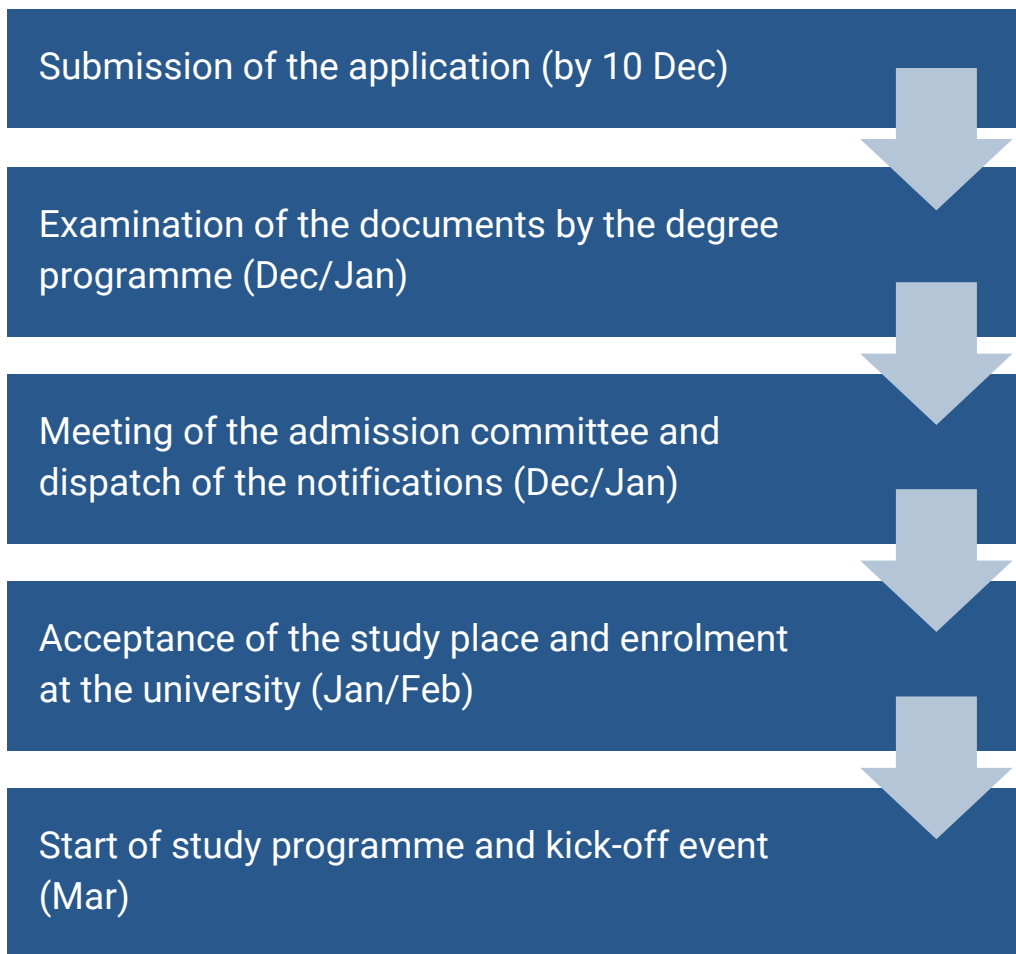 Submission of the application (by 10 Dec)
Examination of the documents by the degree
programme (Dec/Jan)
Meeting of the admission committee and
dispatch of the notifications (Dec/Jan)
Acceptance of the study place and enrolment
at the university (Jan/Feb)
Start of study programme and kick-off event
(Mar)